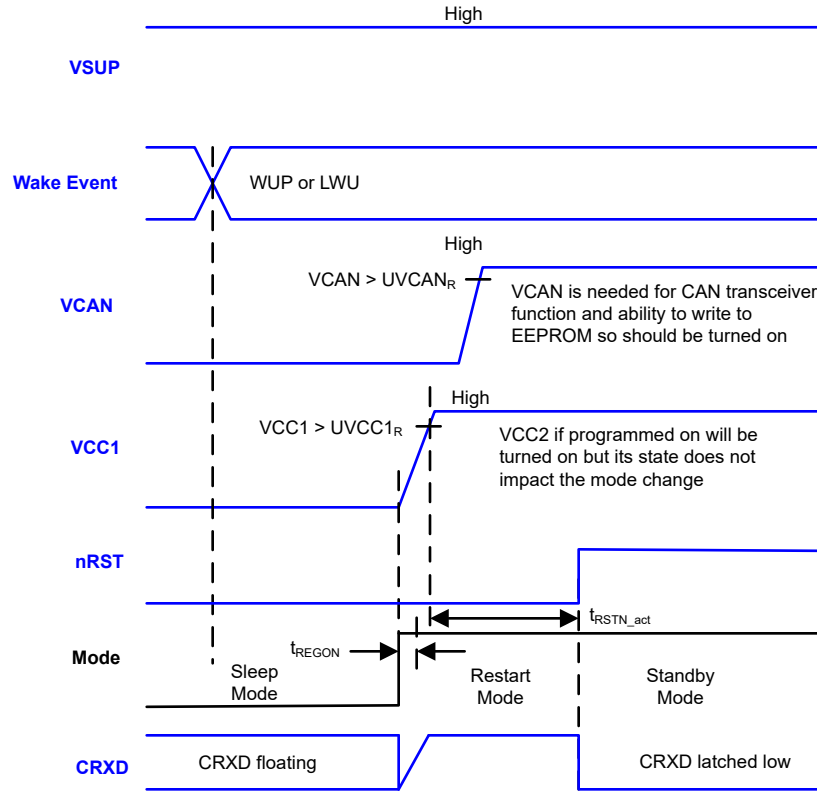 High
VSUP
Wake Event
WUP or LWU
High
VCAN > UVCANR
VCAN
VCAN is needed for CAN transceiver
function and ability to write to
EEPROM so should be turned on
High
VCC1 > UVCC1R
VCC1
VCC2 if programmed on will be
turned on but its state does not
impact the mode change
nRST
tRSTN_act
Mode
tREGON
Sleep
Mode
Restart
Mode
Standby
Mode
CRXD
CRXD floating
CRXD latched low